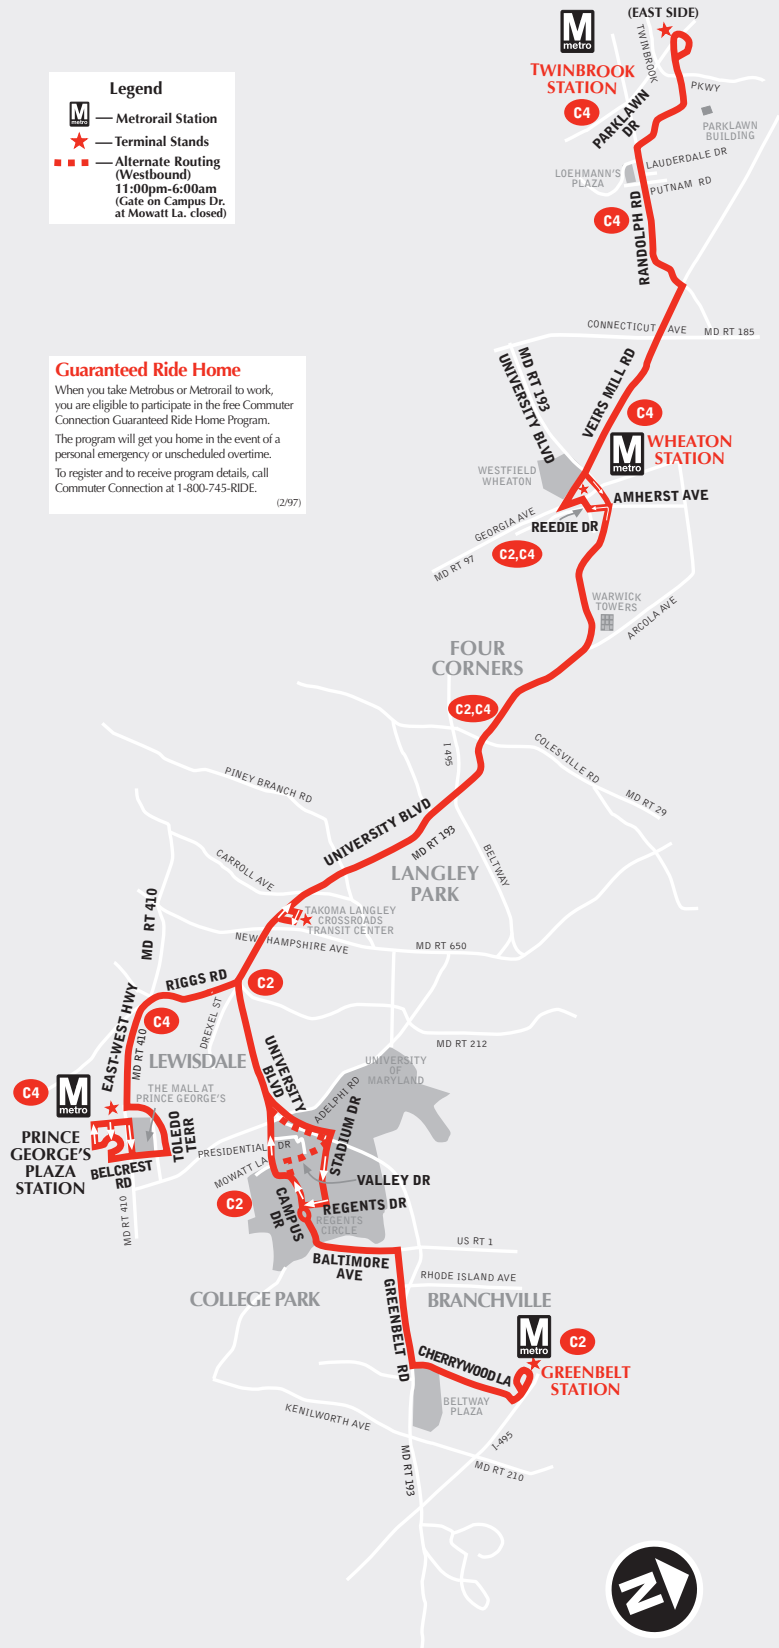 (EAST SIDE)
M
metro
TWINBROOK
STATION
C4
TWINBROOK
PKWY
PARKLAWN
DR
PARKLAWN
BUILDING
LAUDERDALE DR
LOEHMANN'S
PLAZA
PUTNAM RD
C4
RANDOLPH RD
Legend
M
metro
— Metrorail Station
— Terminal Stands
— Alternate Routing
(Westbound)
11:00pm-6:00am
(Gate on Campus Dr.
at Mowatt La. closed)
CONNECTICUT AVE
MD RT 185
MD RT 193
UNIVERSITY BLVD
VEIRS MILL RD
C4
Guaranteed Ride Home
When you take Metrobus or Metrorail to work,
you are eligible to participate in the free Commuter
Connection Guaranteed Ride Home Program.
The program will get you home in the event of a
personal emergency or unscheduled overtime.
To register and to receive program details, call
Commuter Connection at 1-800-745-RIDE.
(2/97)
M
metro
WHEATON
STATION
WESTFIELD
WHEATON
AMHERST AVE
GEORGIA AVE
REEDIE DR
C2,C4
MD RT 97
WARWICK
TOWERS
ARCOLA AVE
FOUR
CORNERS
C2,C4
I 495
COLESVILLE RD
MD RT 29
PINEY BRANCH RD
UNIVERSITY BLVD
MD RT 193
BELTWAY
CARROLL AVE
LANGLEY
PARK
MD RT 410
TAKOMA LANGLEY
CROSSROADS
TRANSIT CENTER
NEW HAMPSHIRE AVE
MD RT 650
RIGGS RD
C2
C4
EAST-WEST HWY
MD RT 410
DREXEL ST
UNIVERSITY
BLVD
MD RT 212
LEWISDALE
UNIVERSITY
OF
MARYLAND
C4
M
metro
THE MALL AT
PRINCE GEORGE'S
ADELPHI RD
STADIUM DR
PRINCE
GEORGE'S
PLAZA
STATION
TOLEDO
TERR
BELCREST
RD
PRESIDENTIAL DR
MOWATT LA
VALLEY DR
MD RT 410
C2
CAMPUS
DR
REGENTS DR
REGENTS
CIRCLE
US RT 1
BALTIMORE
AVE
RHODE ISLAND AVE
COLLEGE PARK
GREENBELT RD
BRANCHVILLE
M
metro
C2
CHERRYWOOD LA
GREENBELT
STATION
BELTWAY
PLAZA
KENILWORTH AVE
I-495
MD RT 193
MD RT 210
N